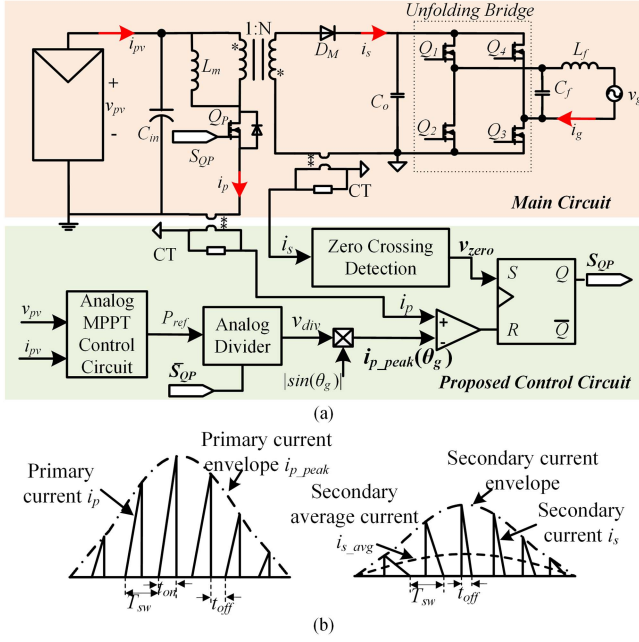 1:N
Unfolding Bridge
i_pv
D_M
i_s
Q_1
Q_4
L_m
L_f
+
v_pv
-
C_in
Q_P
S_QP
C_o
C_f
v_g
Q_2
Q_3
i_g
i_p
CT
Main Circuit
CT
i_s
Zero Crossing
Detection
v_zero
S Q
S_QP
i_p
R Q̅
v_pv
i_pv
Analog
MPPT
Control
Circuit
P_ref
Analog
Divider
v_div
+
-
i_p_peak(θ_g)
S̅_QP
|sin(θ_g)|
Proposed Control Circuit
(a)
Primary
current i_p
Primary current
envelope i_p_peak
Secondary
average current
i_s_avg
Secondary current
envelope
Secondary
current i_s
T_sw
t_on
t_off
T_sw
t_off
(b)